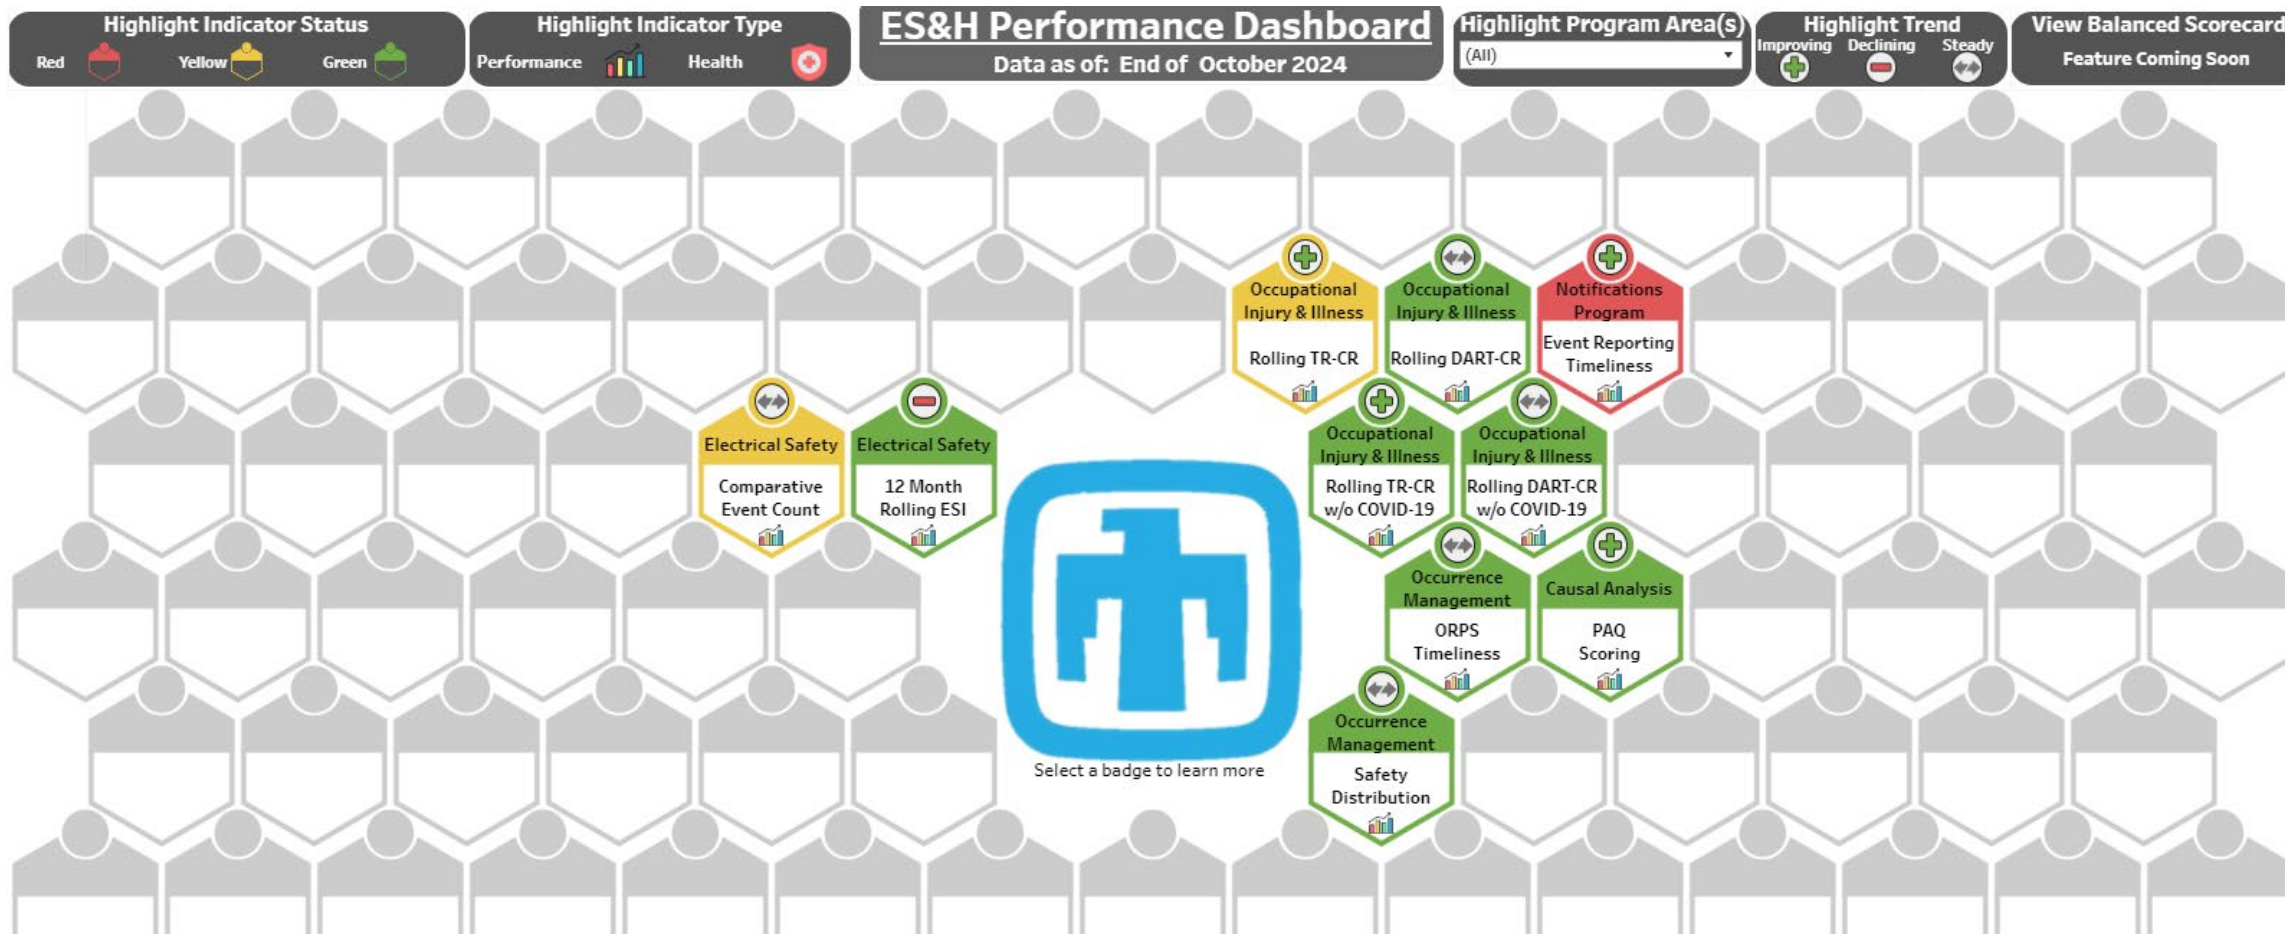 Highlight Indicator Status
Red
Yellow
Green
Highlight Indicator Type
Performance
Health
ES&H Performance Dashboard
Data as of: End of October 2024
Highlight Program Area(s)
(All)
Highlight Trend
Improving
Declining
Steady
View Balanced Scorecard
Feature Coming Soon
Occupational
Injury & Illness
Rolling TR-CR
Occupational
Injury & Illness
Rolling DART-CR
Notifications
Program
Event Reporting
Timeliness
Electrical Safety
Comparative
Event Count
Electrical Safety
12 Month
Rolling ESI
Occupational
Injury & Illness
Rolling TR-CR
w/o COVID-19
Occupational
Injury & Illness
Rolling DART-CR
w/o COVID-19
Occurrence
Management
ORPS
Timeliness
Causal Analysis
PAQ
Scoring
Occurrence
Management
Safety
Distribution
Select a badge to learn more